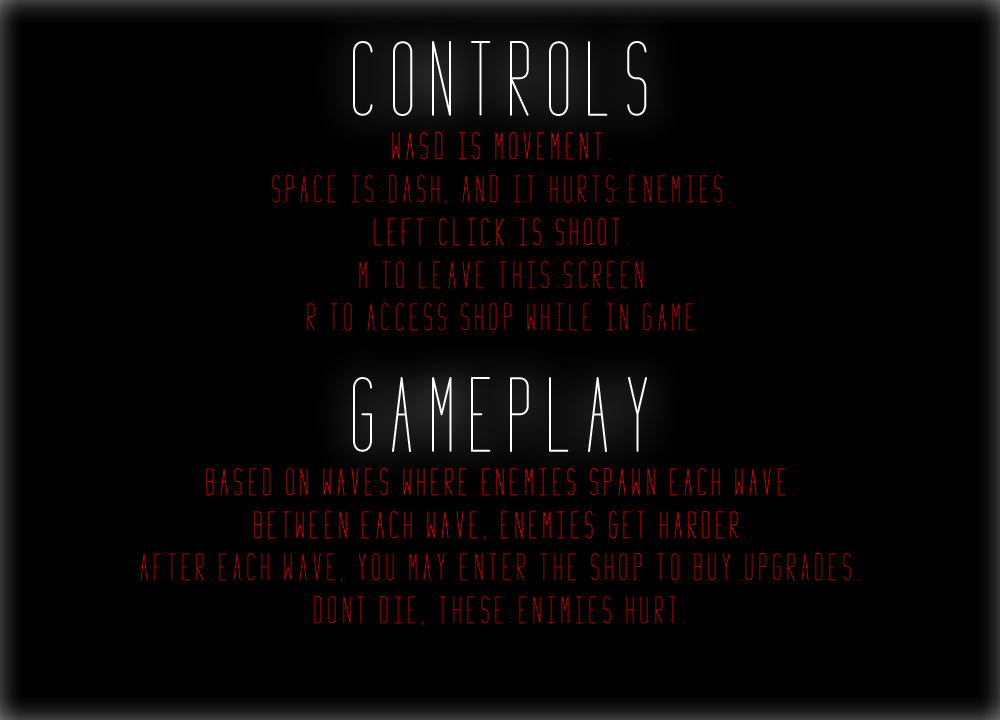 CONTROLS
WASD IS MOVEMENT.
SPACE IS DASH, AND IT HURTS ENEMIES.
LEFT CLICK IS SHOOT.
M TO LEAVE THIS SCREEN
R TO ACCESS SHOP WHILE IN GAME
GAMEPLAY
BASED ON WAVES WHERE ENEMIES SPAWN EACH WAVE.
BETWEEN EACH WAVE, ENEMIES GET HARDER.
AFTER EACH WAVE, YOU MAY ENTER THE SHOP TO BUY UPGRADES.
DONT DIE, THESE ENIMIES HURT.